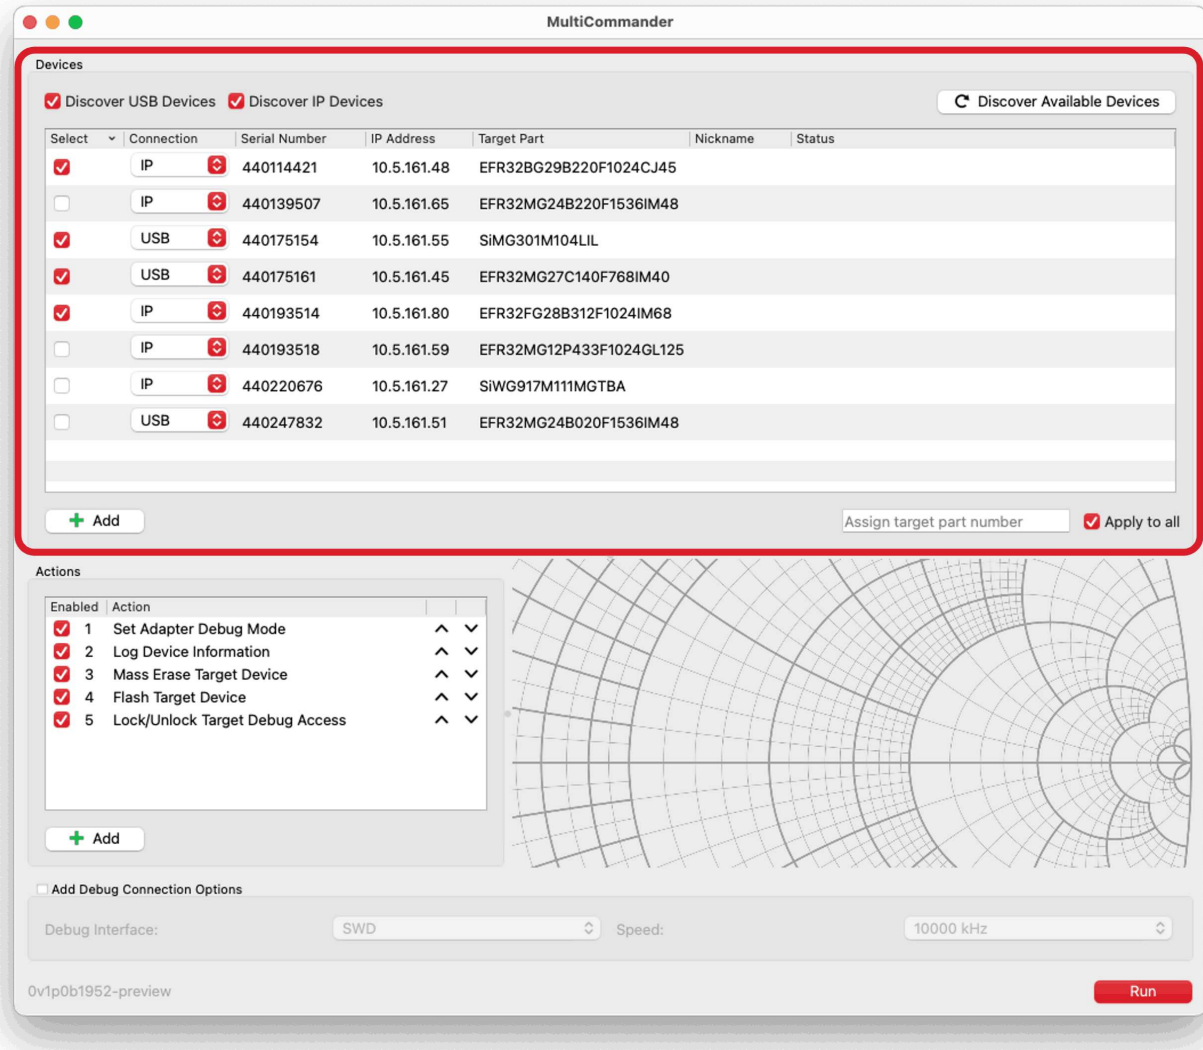 MultiCommander
Devices
Discover USB Devices Discover IP Devices Discover Available Devices
Select Connection Serial Number IP Address Target Part Nickname Status
IP 440114421 10.5.161.48 EFR32BG29B220F1024CJ45
IP 440139507 10.5.161.65 EFR32MG24B220F1536IM48
USB 440175154 10.5.161.55 SiMG301M104LIL
USB 440175161 10.5.161.45 EFR32MG27C140F768IM40
IP 440193514 10.5.161.80 EFR32FG28B312F1024IM68
IP 440193518 10.5.161.59 EFR32MG12P433F1024GL125
IP 440220676 10.5.161.27 SiWG917M111MGTBA
USB 440247832 10.5.161.51 EFR32MG24B020F1536IM48
Add Assign target part number Apply to all
Actions
Enabled Action
1 Set Adapter Debug Mode
2 Log Device Information
3 Mass Erase Target Device
4 Flash Target Device
5 Lock/Unlock Target Debug Access
Add
Add Debug Connection Options
Debug Interface: SWD Speed: 10000 kHz
0v1p0b1952-preview Run